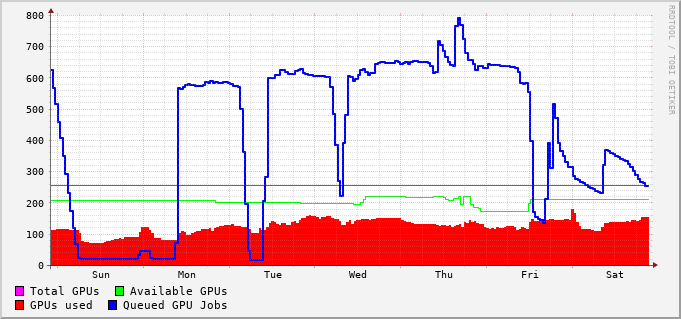 800
700
600
500
400
300
200
100
0
Sun Mon Tue Wed Thu Fri Sat
Total GPUs Available GPUs
GPUs used Queued GPU Jobs
RRDTOOL / TOBI OETIKER